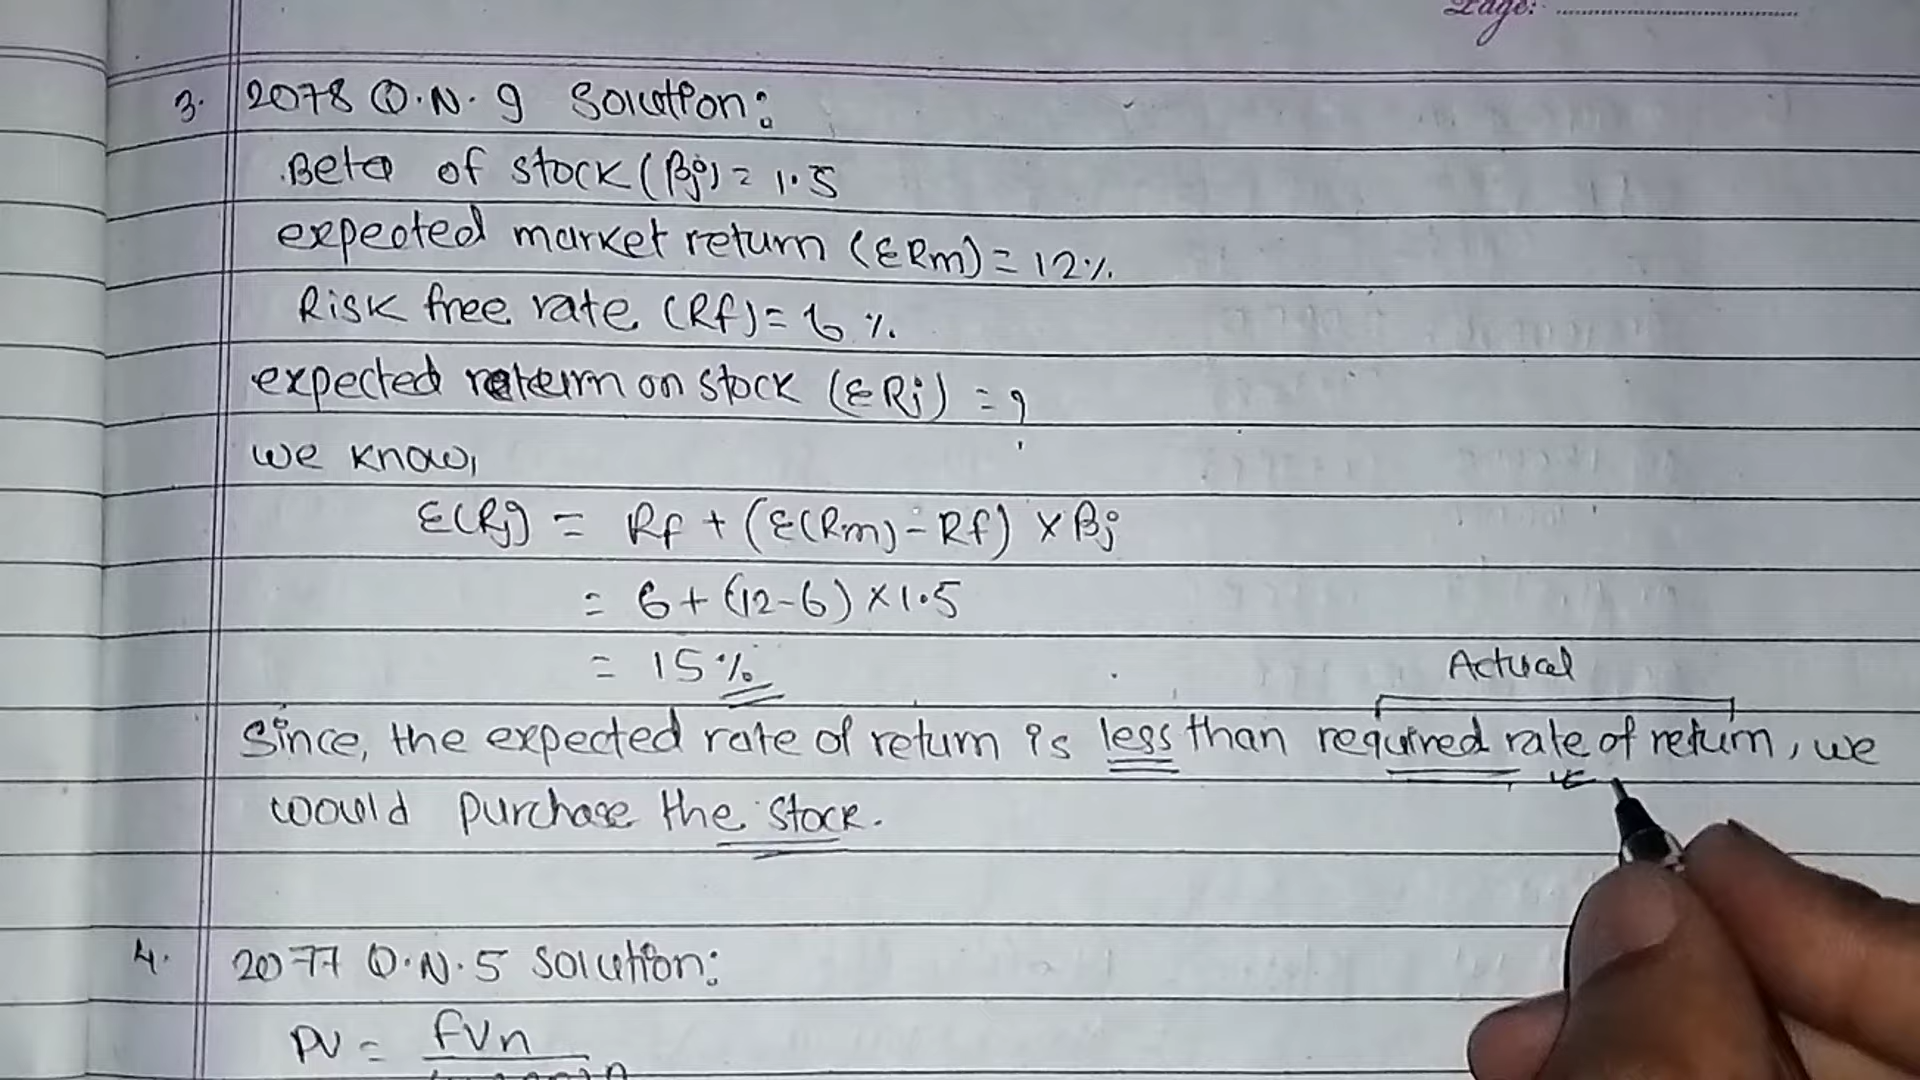 Page:
3. 2078 Q.N. 9 Solution:
Beta of stock (βj) = 1.5
expected market return (ERm) = 12%
Risk free rate (Rf) = 6 %.
expected return on stock (ERj) = ?
we know,
E(Rj) = Rf + (E(Rm) - Rf) × βj
= 6 + (12-6) × 1.5
= 15%
Actual
Since, the expected rate of return is less than required rate of return, we
would purchase the stock.
4. 2077 Q.N. 5 Solution:
PV = FVn